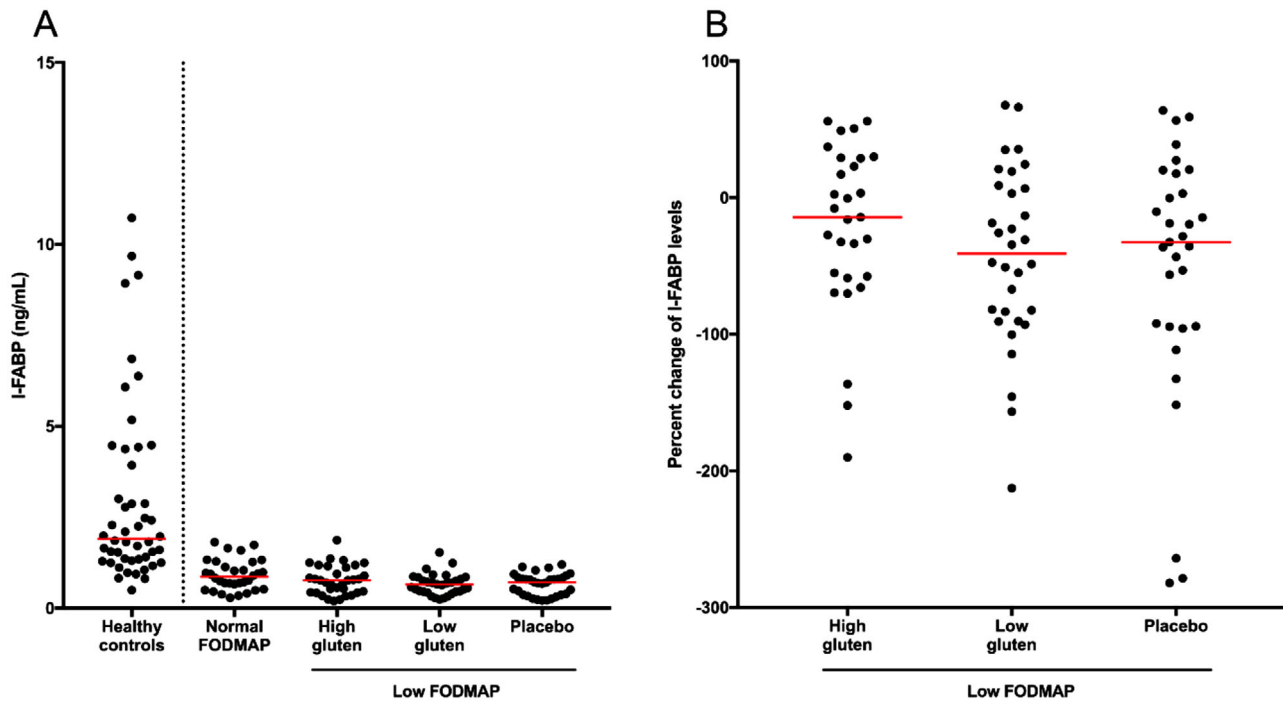 A
I-FABP (ng/mL)
15
10
5
0
Healthy
controls
Normal
FODMAP
High
gluten
Low
gluten
Placebo
Low FODMAP
B
Percent change of I-FABP levels
100
0
-100
-200
-300
High
gluten
Low
gluten
Placebo
Low FODMAP